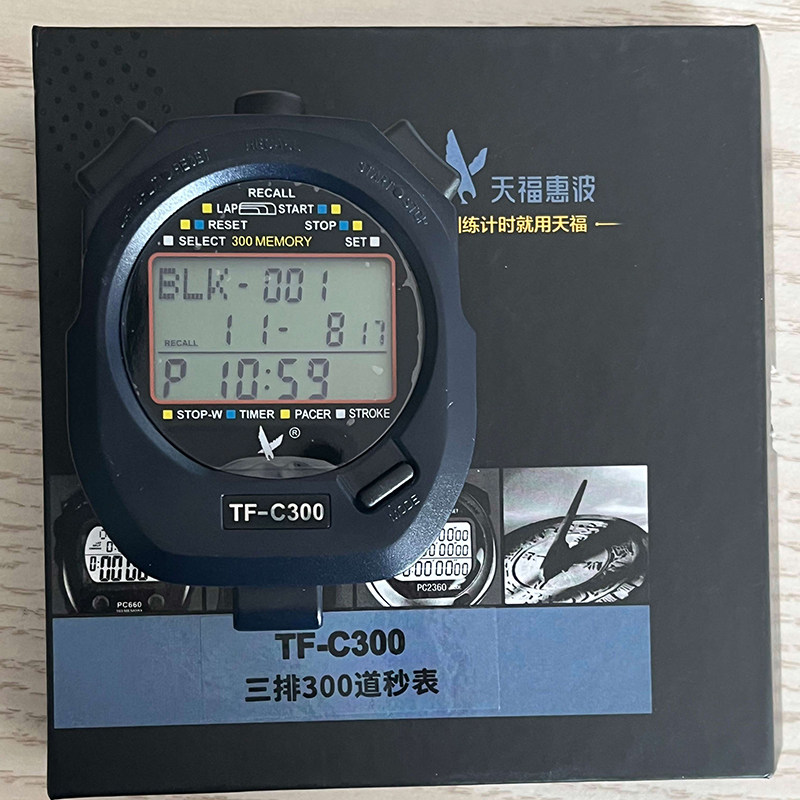 RECALL
LAP START
RESET STOP
SELECT 300 MEMORY SET
BLK-001
RECALL 11- 8 17
P 10:59
STOP-W TIMER PACER STROKE
®
TF-C300
MODE
天福惠波
训练计时就用天福
PC660
PC2360
TF-C300
三排300道秒表